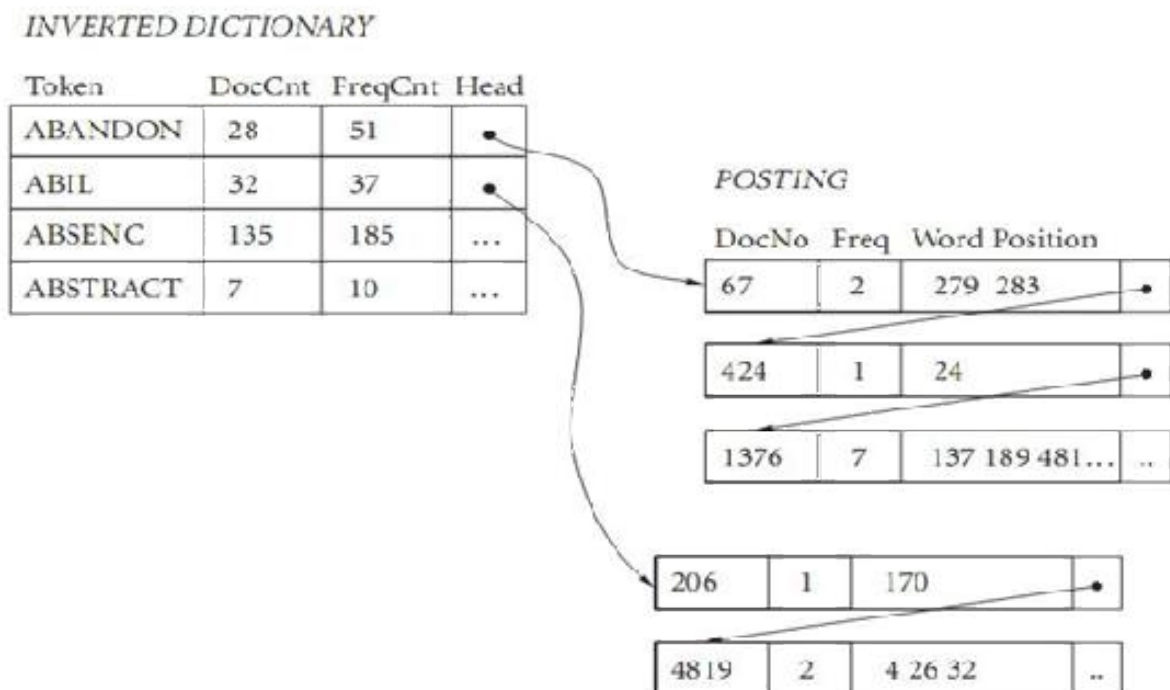 INVERTED DICTIONARY
Token DocCnt FreqCnt Head
ABANDON 28 51
ABIL 32 37
ABSENC 135 185 ...
ABSTRACT 7 10 ...
POSTING
DocNo Freq Word Position
67 2 279 283
424 1 24
1376 7 137 189 481... ..
206 1 170
4819 2 4 26 32 ..